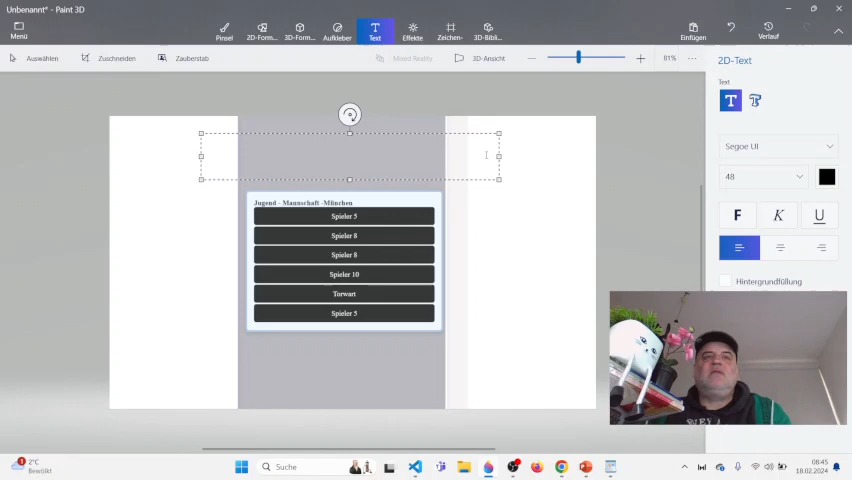 Unbenannt* - Paint 3D
Menü
Pinsel
2D-Form...
3D-Form...
Aufkleber
Text
Effekte
Zeichen-...
3D-Bibli...
Einfügen
Verlauf
Auswählen
Zuschneiden
Zauberstab
Mixed Reality
3D-Ansicht
81%
2D-Text
Text
Segoe UI
48
F K U
Hintergrundfüllung
Jugend - Mannschaft -München
Spieler 5
Spieler 8
Spieler 8
Spieler 10
Torwart
Spieler 5
1
2°C
Bewölkt
Suche
08:45
18.02.2024